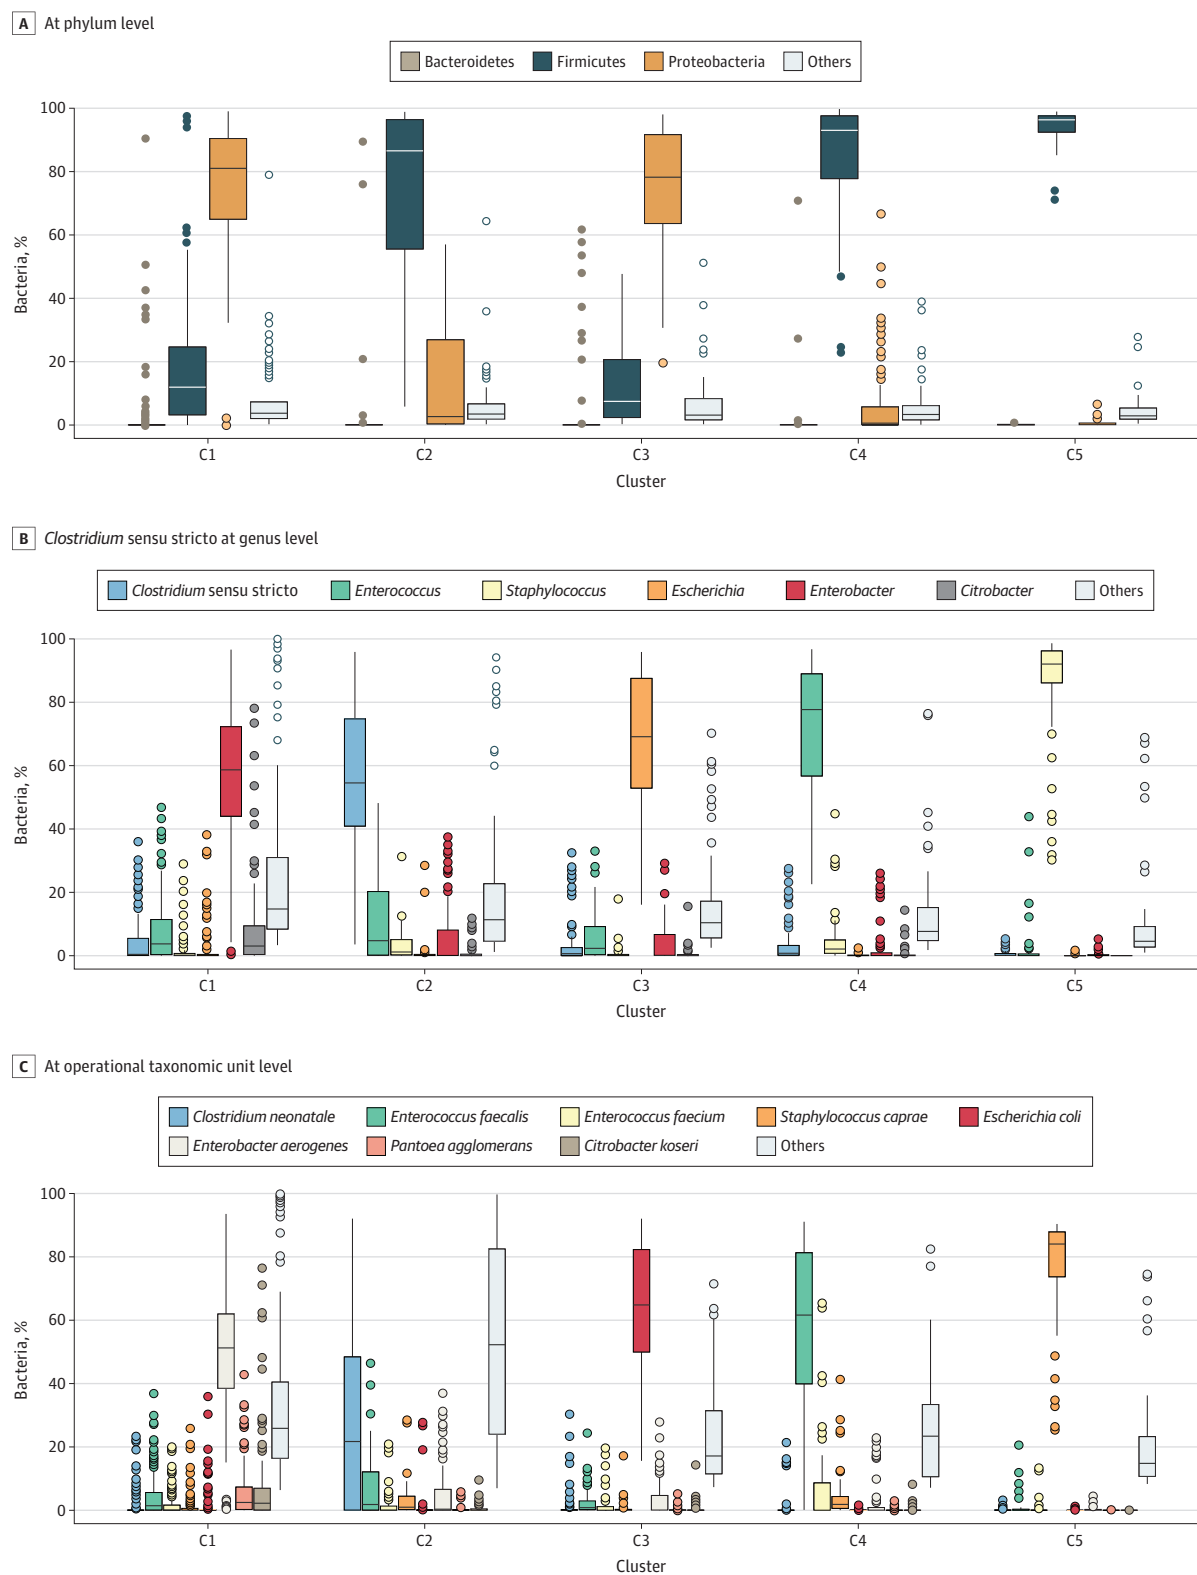 A At phylum level
Bacteroidetes Firmicutes Proteobacteria Others
100
80
60
40
20
0
Bacteria, %
C1 C2 C3 C4 C5
Cluster
B Clostridium sensu stricto at genus level
Clostridium sensu stricto Enterococcus Staphylococcus Escherichia Enterobacter Citrobacter Others
100
80
60
40
20
0
Bacteria, %
C1 C2 C3 C4 C5
Cluster
C At operational taxonomic unit level
Clostridium neonatale Enterococcus faecalis Enterococcus faecium Staphylococcus caprae Escherichia coli
Enterobacter aerogenes Pantoea agglomerans Citrobacter koseri Others
100
80
60
40
20
0
Bacteria, %
C1 C2 C3 C4 C5
Cluster